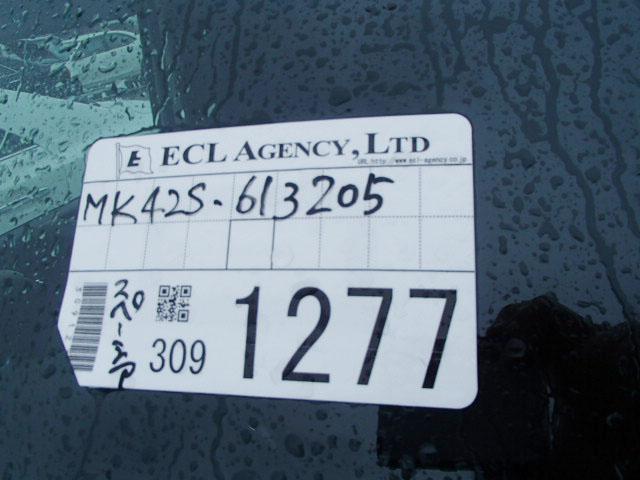 E ECL AGENCY, LTD
URL http://www.ecl-agency.co.jp
MK42S-613205
スペーシア
309
1277